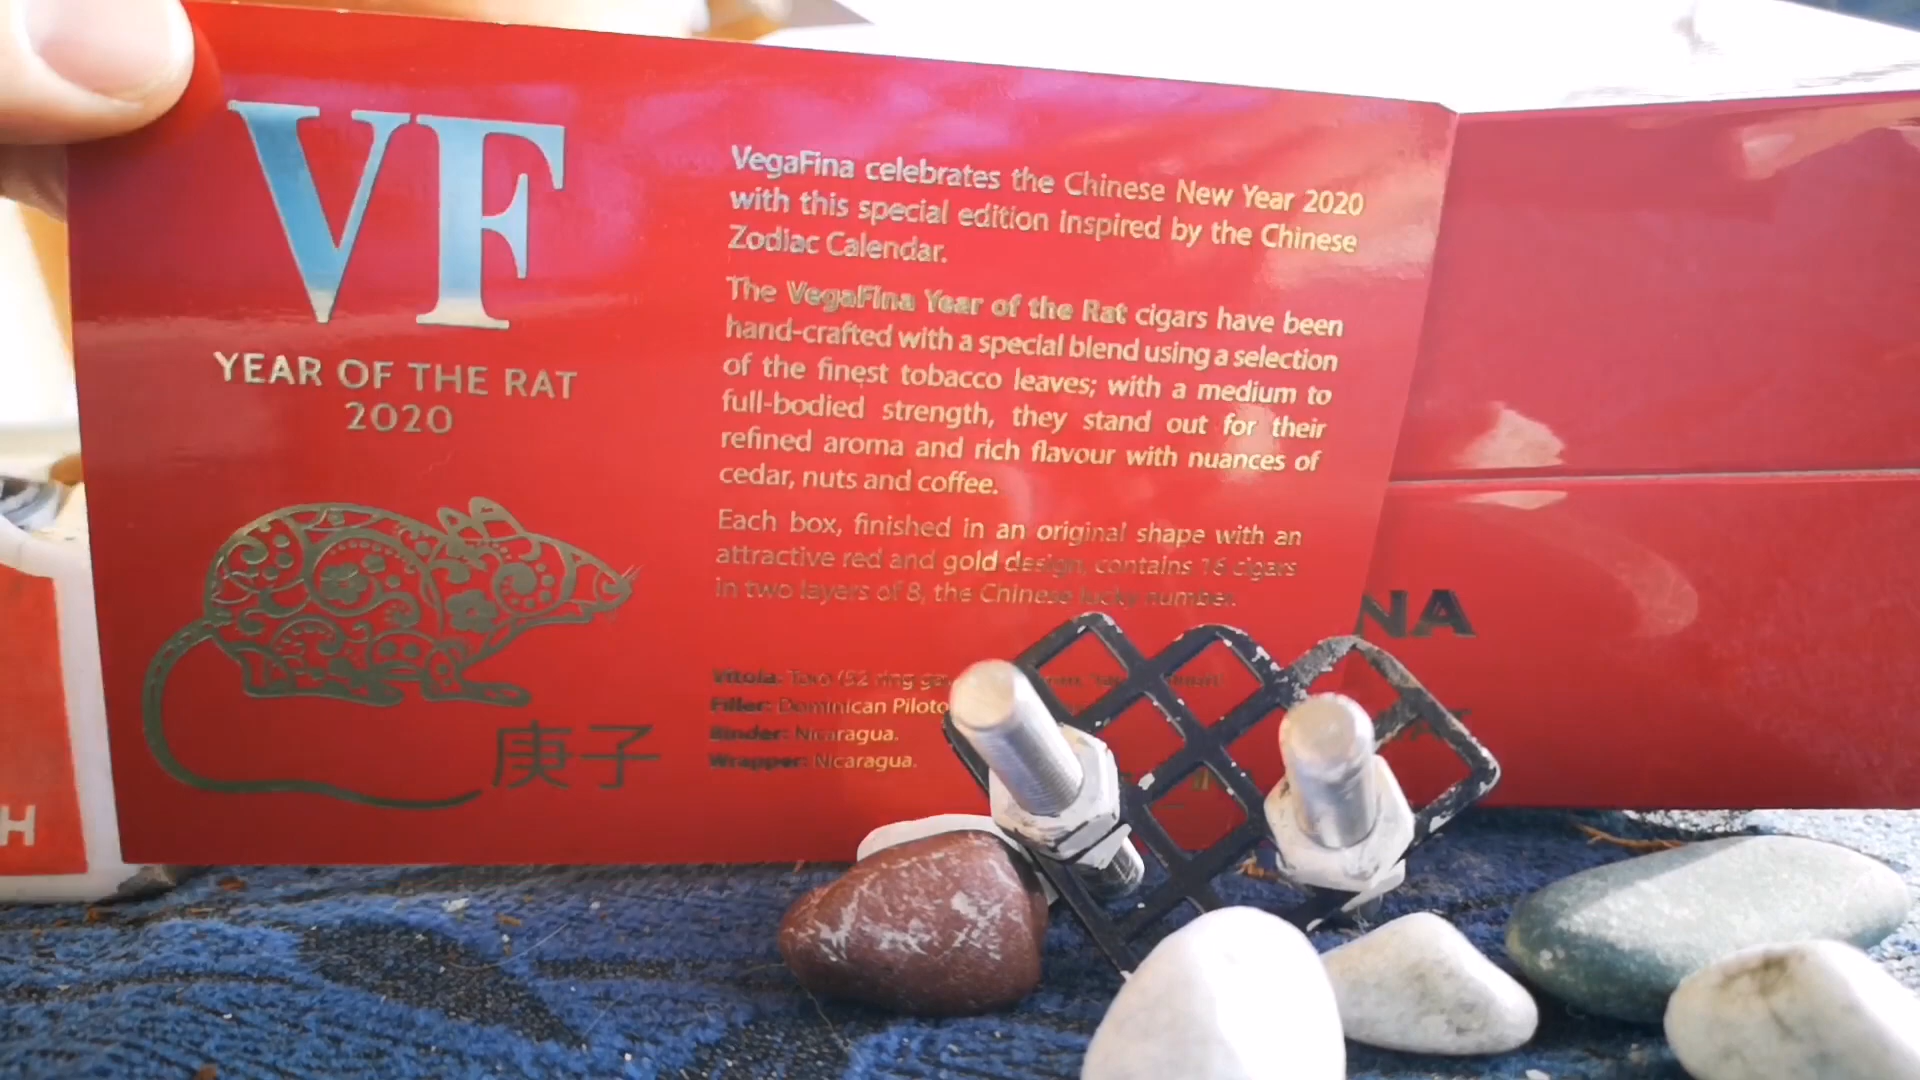 VF
YEAR OF THE RAT
2020
庚子
VegaFina celebrates the Chinese New Year 2020
with this special edition inspired by the Chinese
Zodiac Calendar.
The VegaFina Year of the Rat cigars have been
hand-crafted with a special blend using a selection
of the finest tobacco leaves; with a medium to
full-bodied strength, they stand out for their
refined aroma and rich flavour with nuances of
cedar, nuts and coffee.
Each box, finished in an original shape with an
attractive red and gold design, contains 16 cigars
in two layers of 8, the Chinese lucky number.
Vitola: Toro (52 ring
Filler: Dominican Piloto
Binder: Nicaragua.
Wrapper: Nicaragua.
NA
H